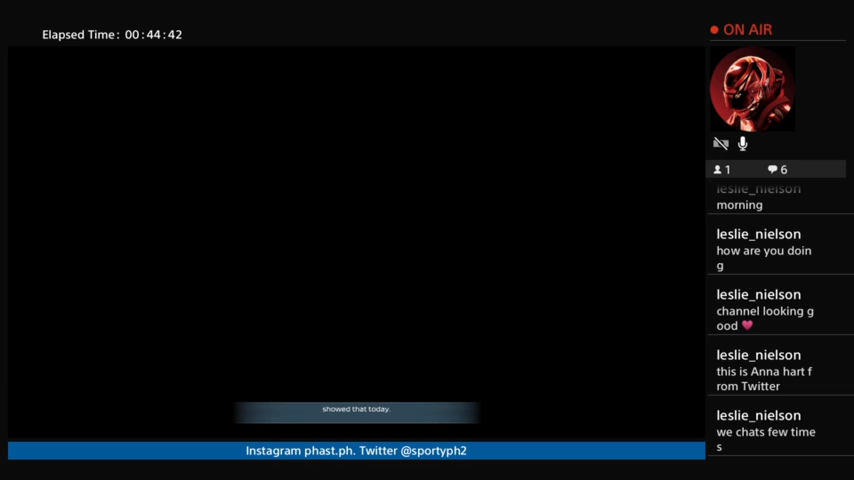 Elapsed Time: 00:44:42
ON AIR
1 6
leslie_nielson
morning
leslie_nielson
how are you doin
g
leslie_nielson
channel looking g
ood 💗
leslie_nielson
this is Anna hart f
rom Twitter
leslie_nielson
we chats few time
s
showed that today.
Instagram phast.ph. Twitter @sportyph2